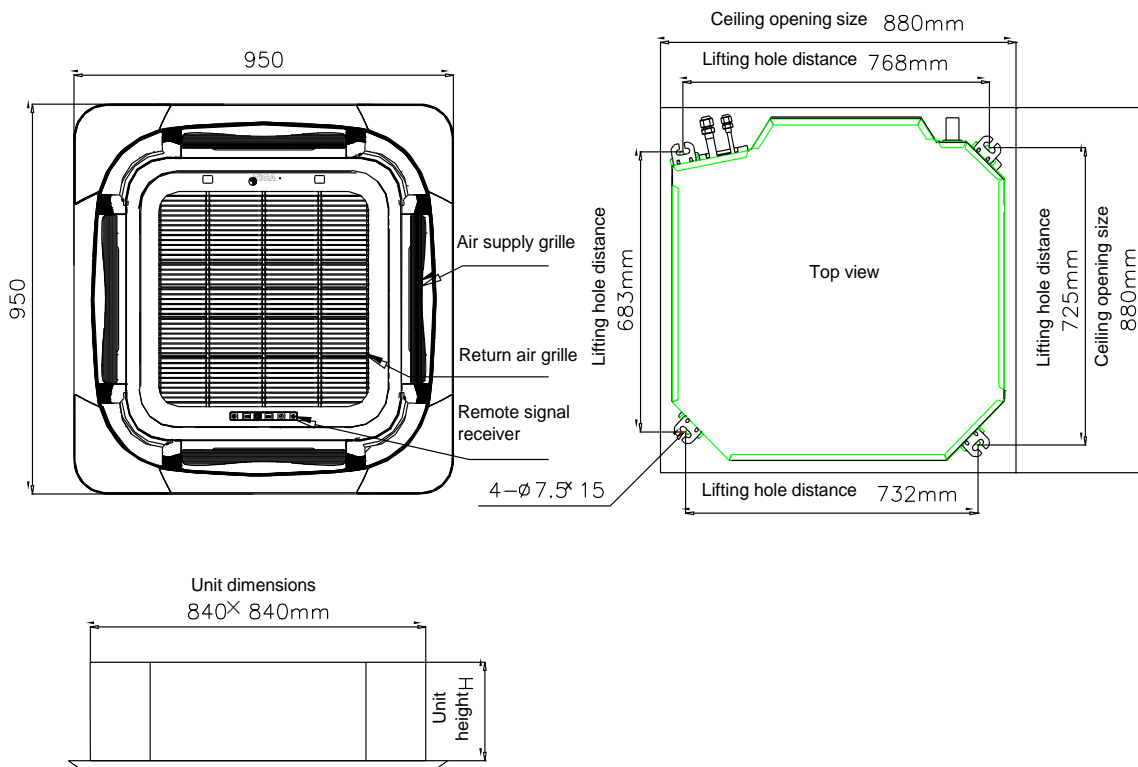 950
950
Air supply grille
Return air grille
Remote signal
receiver
Ceiling opening size 880mm
Lifting hole distance 768mm
Lifting hole distance
683mm
Top view
Lifting hole distance
725mm
Ceiling opening size
880mm
4-ø7.5× 15
Lifting hole distance 732mm
Unit dimensions
840× 840mm
Unit
height H